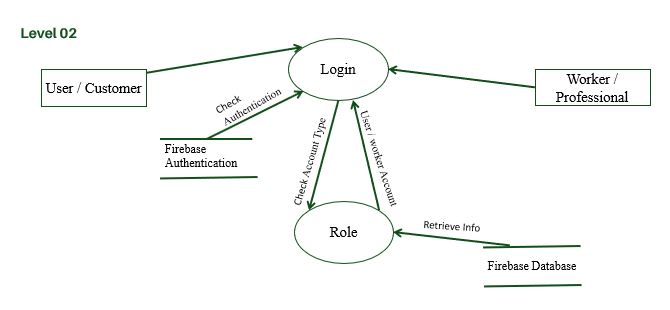 Level 02
User / Customer
Login
Worker /
Professional
Check
Authentication
Firebase
Authentication
Check Account Type
User / worker Account
Role
Retrieve Info
Firebase Database